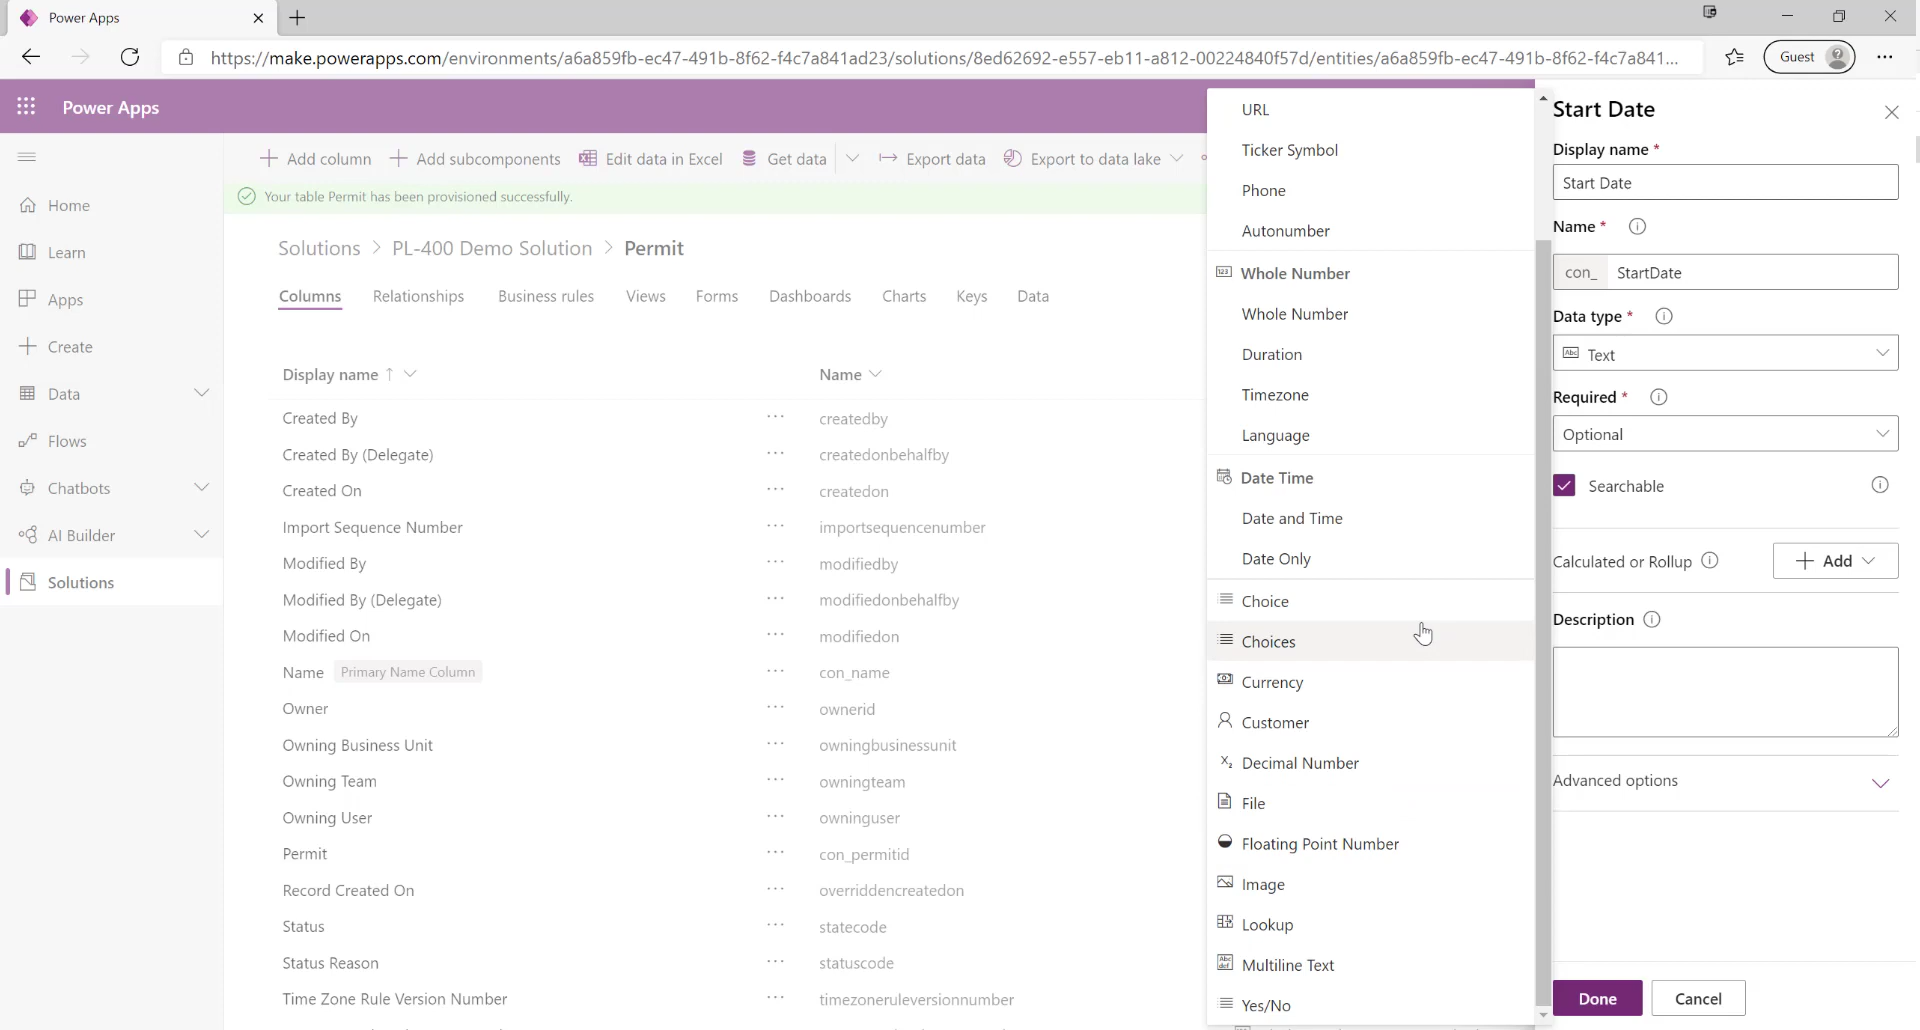 Power Apps
https://make.powerapps.com/environments/a6a859fb-ec47-491b-8f62-f4c7a841ad23/solutions/8ed62692-e557-eb11-a812-00224840f57d/entities/a6a859fb-ec47-491b-8f62-f4c7a841...
Guest
Power Apps
Add column
Add subcomponents
Edit data in Excel
Get data
Export data
Export to data lake
Your table Permit has been provisioned successfully.
Home
Learn
Apps
Create
Data
Flows
Chatbots
AI Builder
Solutions
Solutions > PL-400 Demo Solution > Permit
Columns Relationships Business rules Views Forms Dashboards Charts Keys Data
Display name ↑ Name
Created By ··· createdby
Created By (Delegate) ··· createdonbehalfby
Created On ··· createdon
Import Sequence Number ··· importsequencenumber
Modified By ··· modifiedby
Modified By (Delegate) ··· modifiedonbehalfby
Modified On ··· modifiedon
Name Primary Name Column ··· con_name
Owner ··· ownerid
Owning Business Unit ··· owningbusinessunit
Owning Team ··· owningteam
Owning User ··· owninguser
Permit ··· con_permitid
Record Created On ··· overriddencreatedon
Status ··· statecode
Status Reason ··· statuscode
Time Zone Rule Version Number ··· timezoneruleversionnumber
URL
Ticker Symbol
Phone
Autonumber
Whole Number
Whole Number
Duration
Timezone
Language
Date Time
Date and Time
Date Only
Choice
Choices
Currency
Customer
Decimal Number
File
Floating Point Number
Image
Lookup
Multiline Text
Yes/No
Start Date
Display name *
Start Date
Name *
con_ StartDate
Data type *
Abc Text
Required *
Optional
Searchable
Calculated or Rollup
Add
Description
Advanced options
Done
Cancel